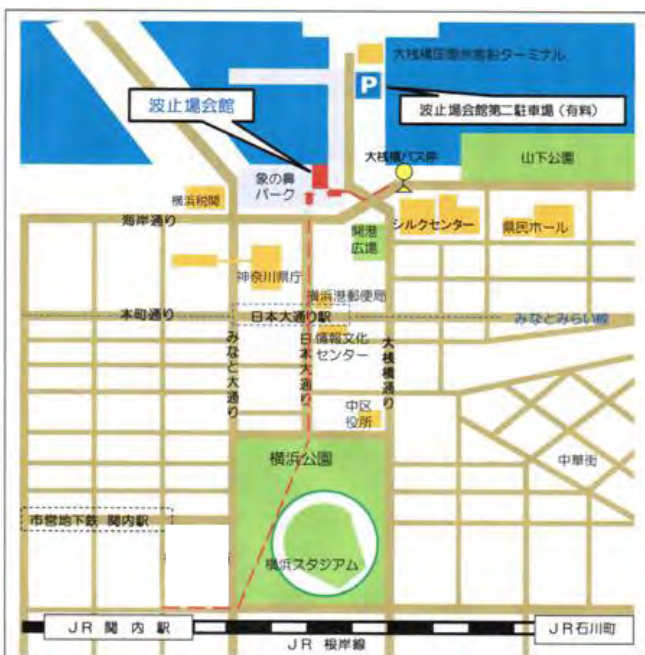 大桟橋国際旅客船ターミナル
P
波止場会館
波止場会館第二駐車場(有料)
大桟橋バス停
山下公園
象の鼻
パーク
横浜税関
海岸通り
シルクセンター
県民ホール
開港
広場
神奈川県庁
横浜港郵便局
本町通り
日本大通り駅
みなとみらい線
情報文化
センター
みなと大通り
日本大通り
大桟橋通り
中区
役所
中華街
横浜公園
市営地下鉄 関内駅
横浜スタジアム
JR 関内駅
JR 根岸線
JR石川町